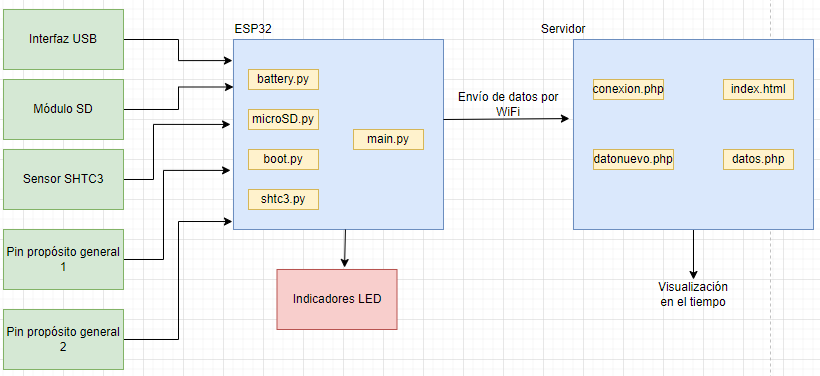 Interfaz USB
Módulo SD
Sensor SHTC3
Pin propósito general
1
Pin propósito general
2
ESP32
battery.py
microSD.py
boot.py
shtc3.py
main.py
Indicadores LED
Envío de datos por
WiFi
Servidor
conexion.php
index.html
datonuevo.php
datos.php
Visualización
en el tiempo